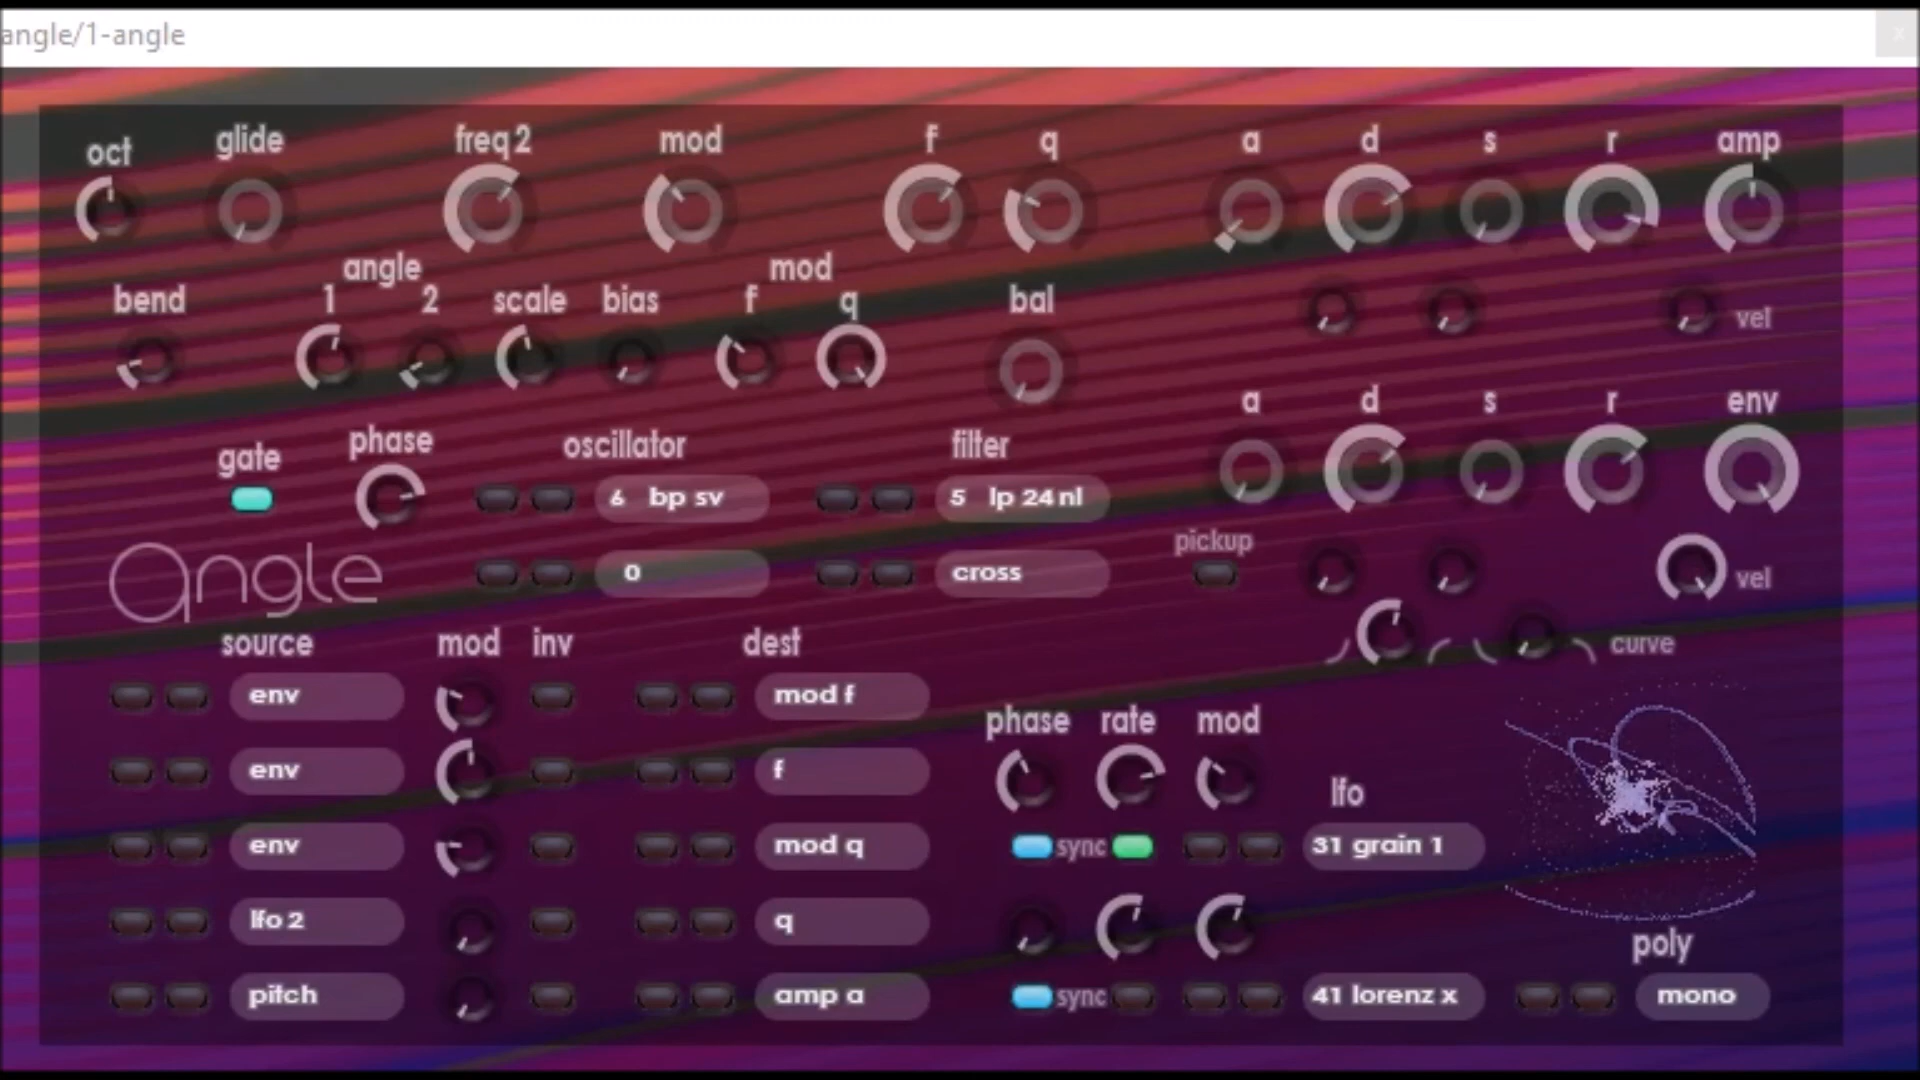 angle/1-angle
x
oct glide freq2 mod f q a d s r amp
angle mod
bend 1 2 scale bias f q bal vel
a d s r env
gate phase oscillator filter
6 bp sv 5 lp 24 nl
pickup
angle 0 cross vel
source mod inv dest curve
env mod f
phase rate mod
env f lfo
env mod q sync 31 grain 1
lfo 2 q
poly
pitch amp a sync 41 lorenz x mono